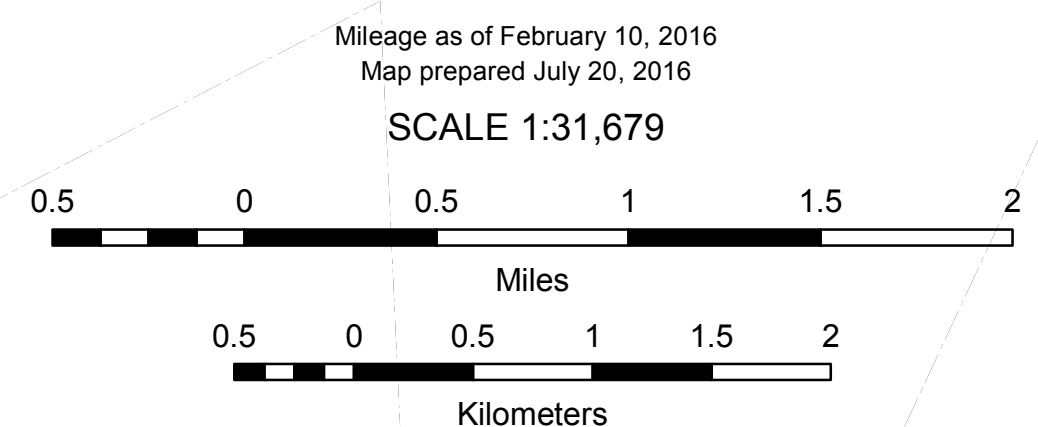 Mileage as of February 10, 2016
Map prepared July 20, 2016
SCALE 1:31,679
0.5 0 0.5 1 1.5 2
Miles
0.5 0 0.5 1 1.5 2
Kilometers